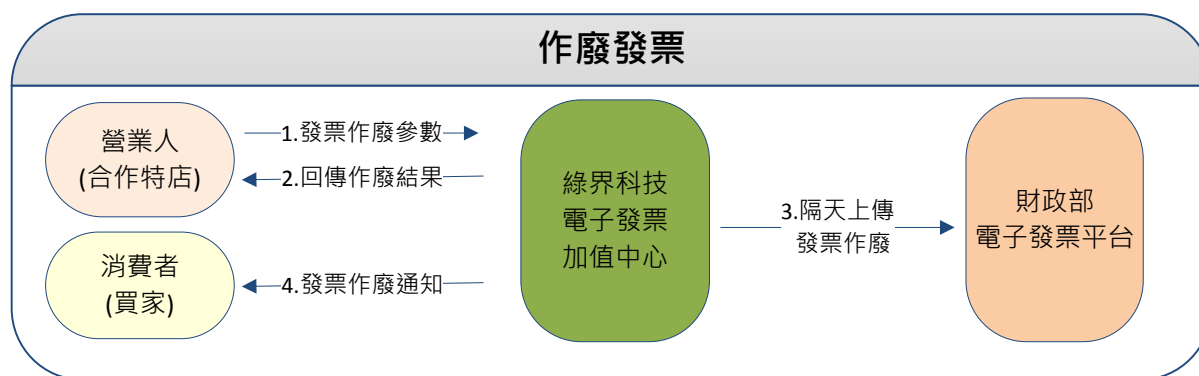 作廢發票
營業人
(合作特店)
1.發票作廢參數
2.回傳作廢結果
綠界科技
電子發票
加值中心
3.隔天上傳
發票作廢
財政部
電子發票平台
消費者
(買家)
4.發票作廢通知